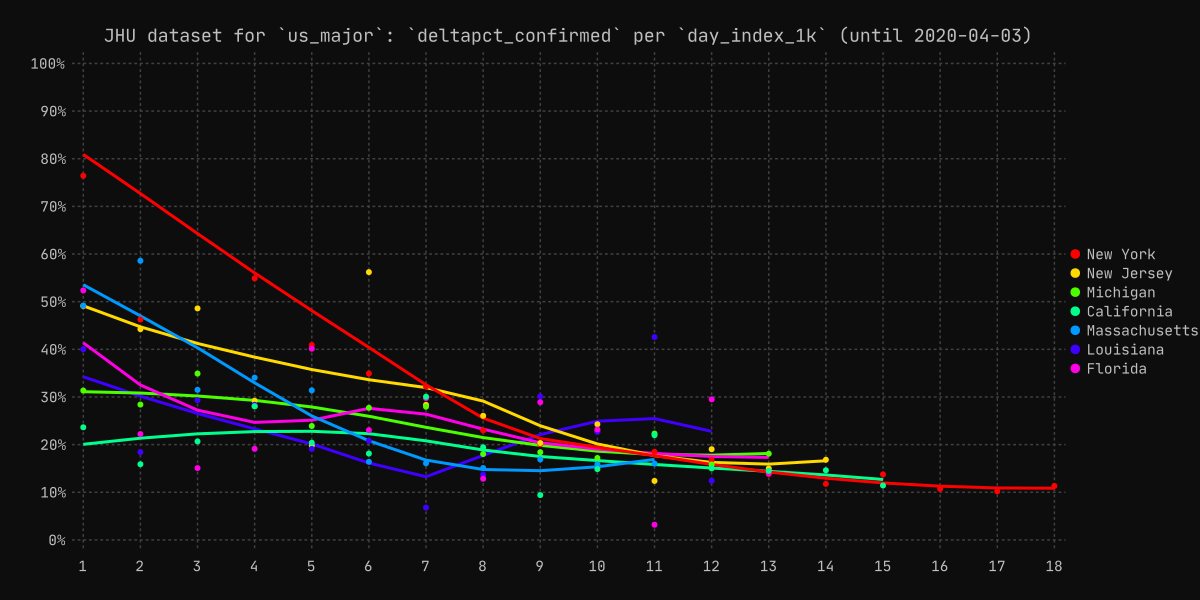 JHU dataset for `us_major`: `deltapct_confirmed` per `day_index_1k` (until 2020-04-03)
100%
90%
80%
70%
60%
50%
40%
30%
20%
10%
0%
1 2 3 4 5 6 7 8 9 10 11 12 13 14 15 16 17 18
New York
New Jersey
Michigan
California
Massachusetts
Louisiana
Florida